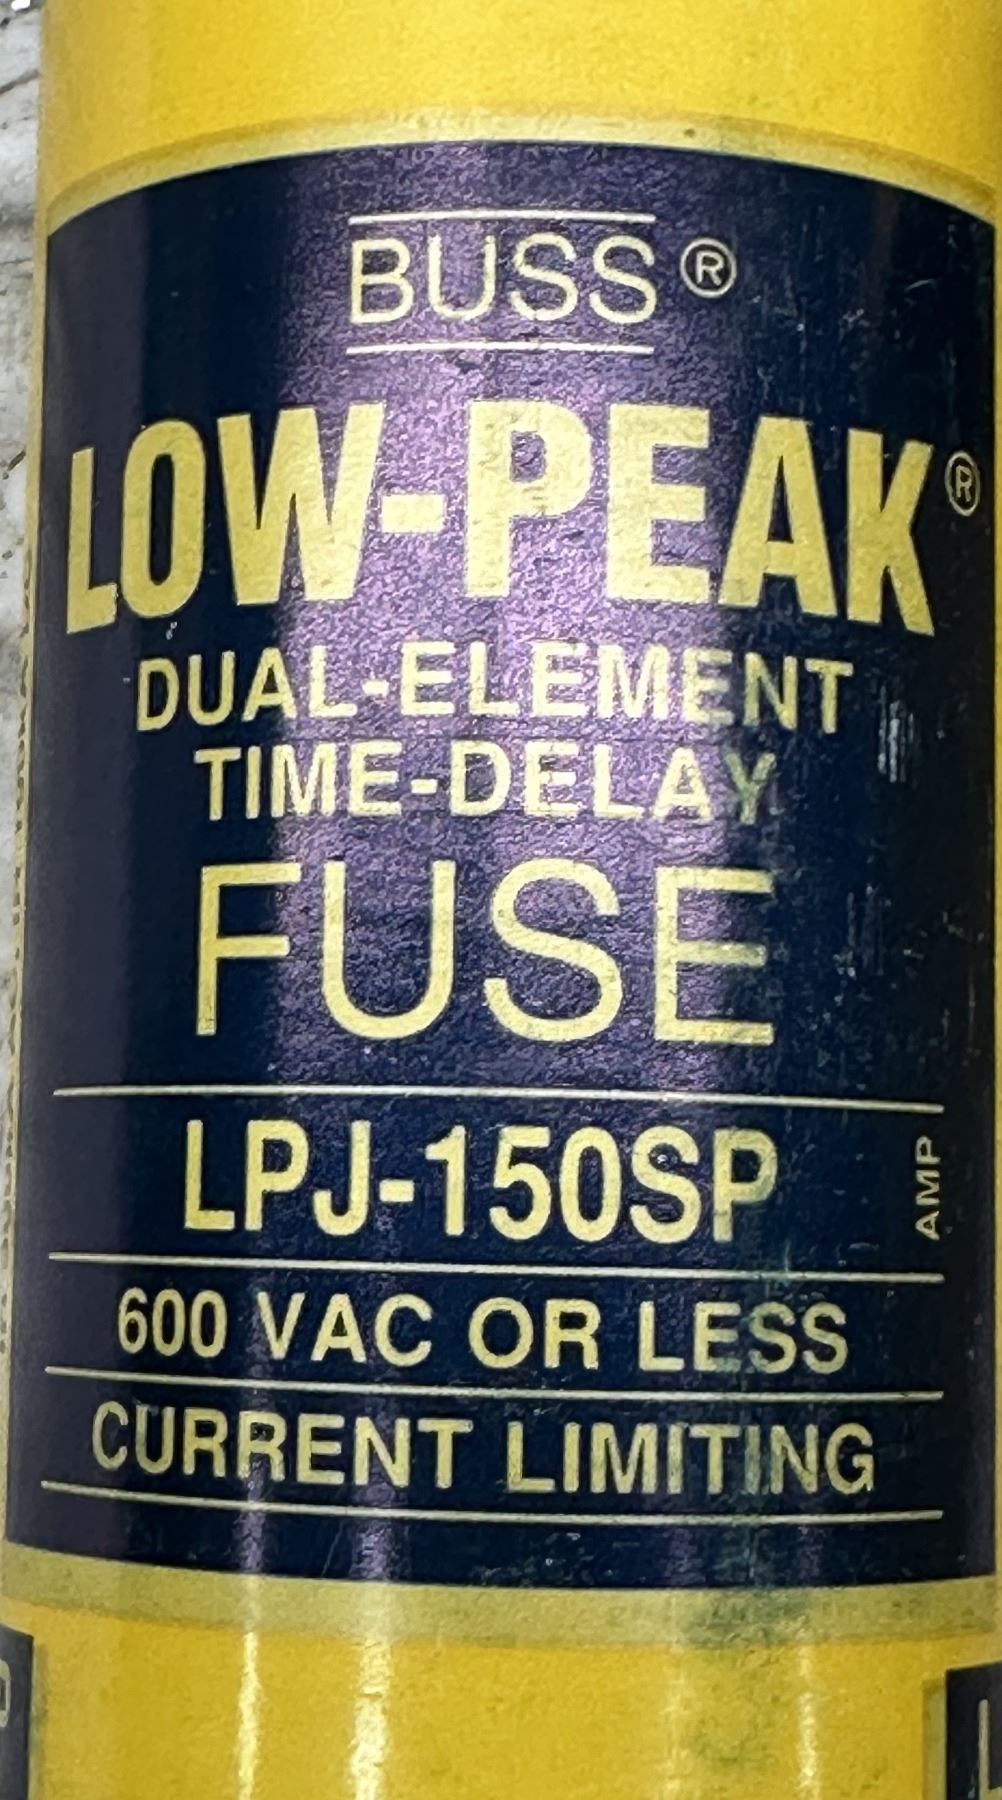 BUSS®
LOW-PEAK®
DUAL-ELEMENT
TIME-DELAY
FUSE
LPJ-150SP AMP
600 VAC OR LESS
CURRENT LIMITING